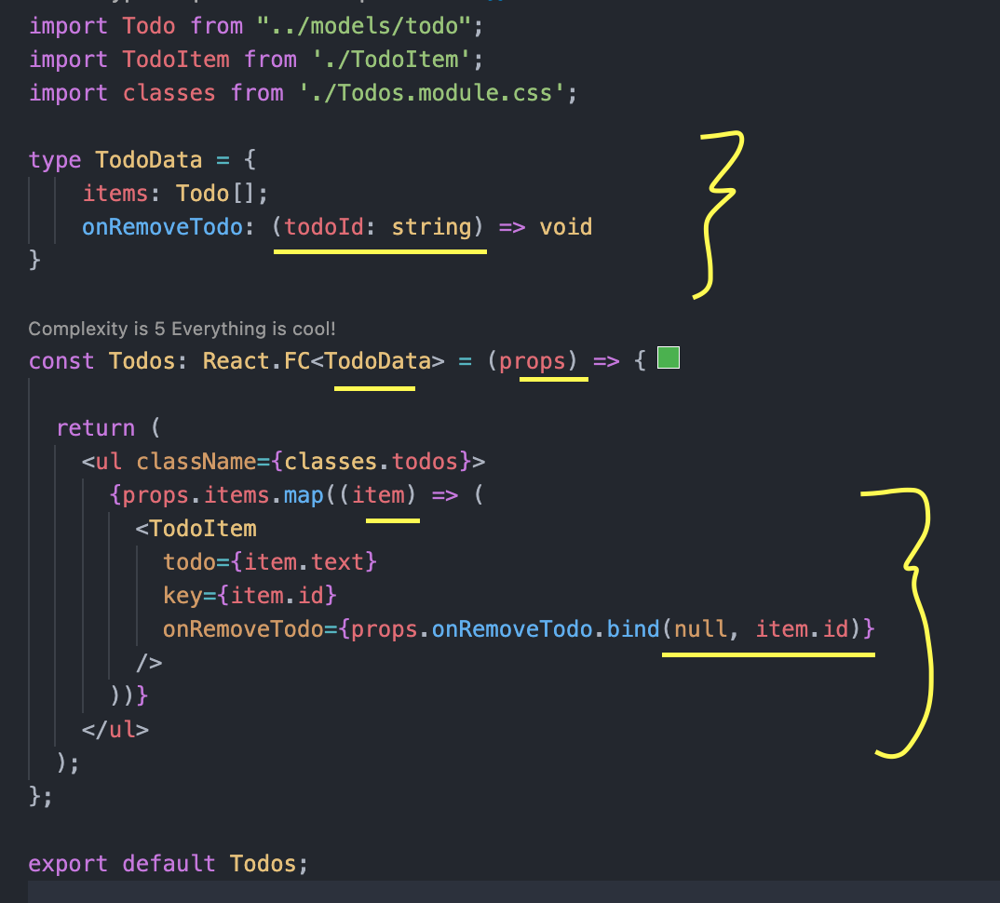 import Todo from "../models/todo";
import TodoItem from './TodoItem';
import classes from './Todos.module.css';
type TodoData = {
items: Todo[];
onRemoveTodo: (todoId: string) => void
}
Complexity is 5 Everything is cool!
const Todos: React.FC<TodoData> = (props) => {
return (
<ul className={classes.todos}>
{props.items.map((item) => (
<TodoItem
todo={item.text}
key={item.id}
onRemoveTodo={props.onRemoveTodo.bind(null, item.id)}
/>
))}
</ul>
);
};
export default Todos;